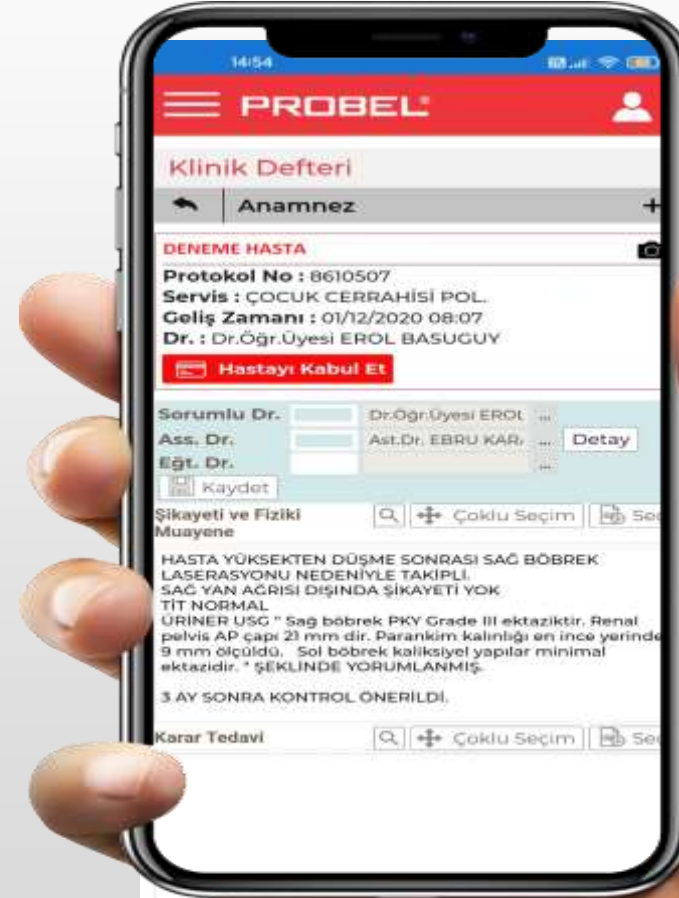 14:54
PROBEL
Klinik Defteri
Anamnez +
DENEME HASTA
Protokol No : 8610507
Servis : ÇOCUK CERRAHİSİ POL.
Geliş Zamanı : 01/12/2020 08:07
Dr. : Dr.Öğr.Üyesi EROL BASUGUY
Hastayı Kabul Et
Sorumlu Dr. Dr.Öğr.Üyesi EROL ...
Ass. Dr. Ast.Dr. EBRU KAR. ... Detay
Eğt. Dr. ...
Kaydet
Şikayeti ve Fiziki Çoklu Seçim Seç
Muayene
HASTA YÜKSEKTEN DÜŞME SONRASI SAĞ BÖBREK
LASERASYONU NEDENİYLE TAKİPLİ.
SAĞ YAN AĞRISI DIŞINDA ŞİKAYETİ YOK
TİT NORMAL
ÜRİNER USG " Sağ böbrek PKY Grade III ektaziktir. Renal
pelvis AP çapı 21 mm dir. Parankim kalınlığı en ince yerinde
9 mm ölçüldü. Sol böbrek kaliksiyel yapılar minimal
ektazidir. " ŞEKLİNDE YORUMLANMIŞ.
3 AY SONRA KONTROL ÖNERİLDİ.
Karar Tedavi Çoklu Seçim Seç